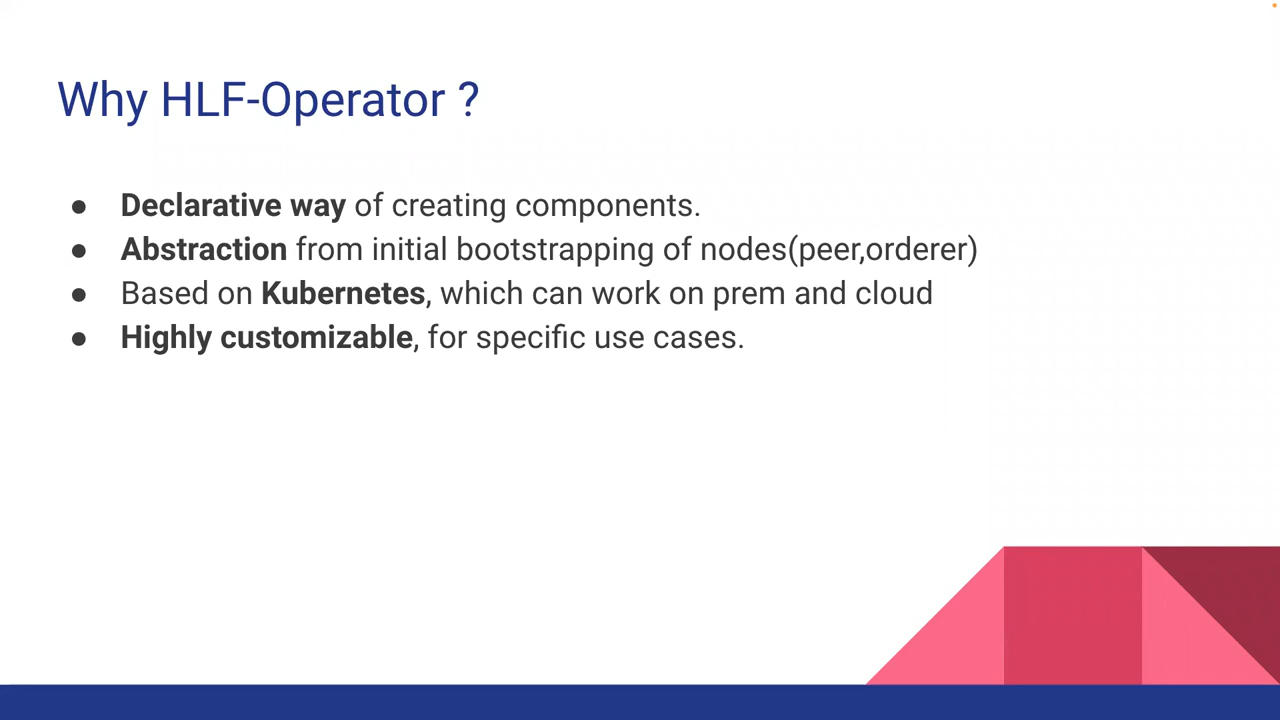 Why HLF-Operator ?
● Declarative way of creating components.
● Abstraction from initial bootstrapping of nodes(peer,orderer)
● Based on Kubernetes, which can work on prem and cloud
● Highly customizable, for specific use cases.